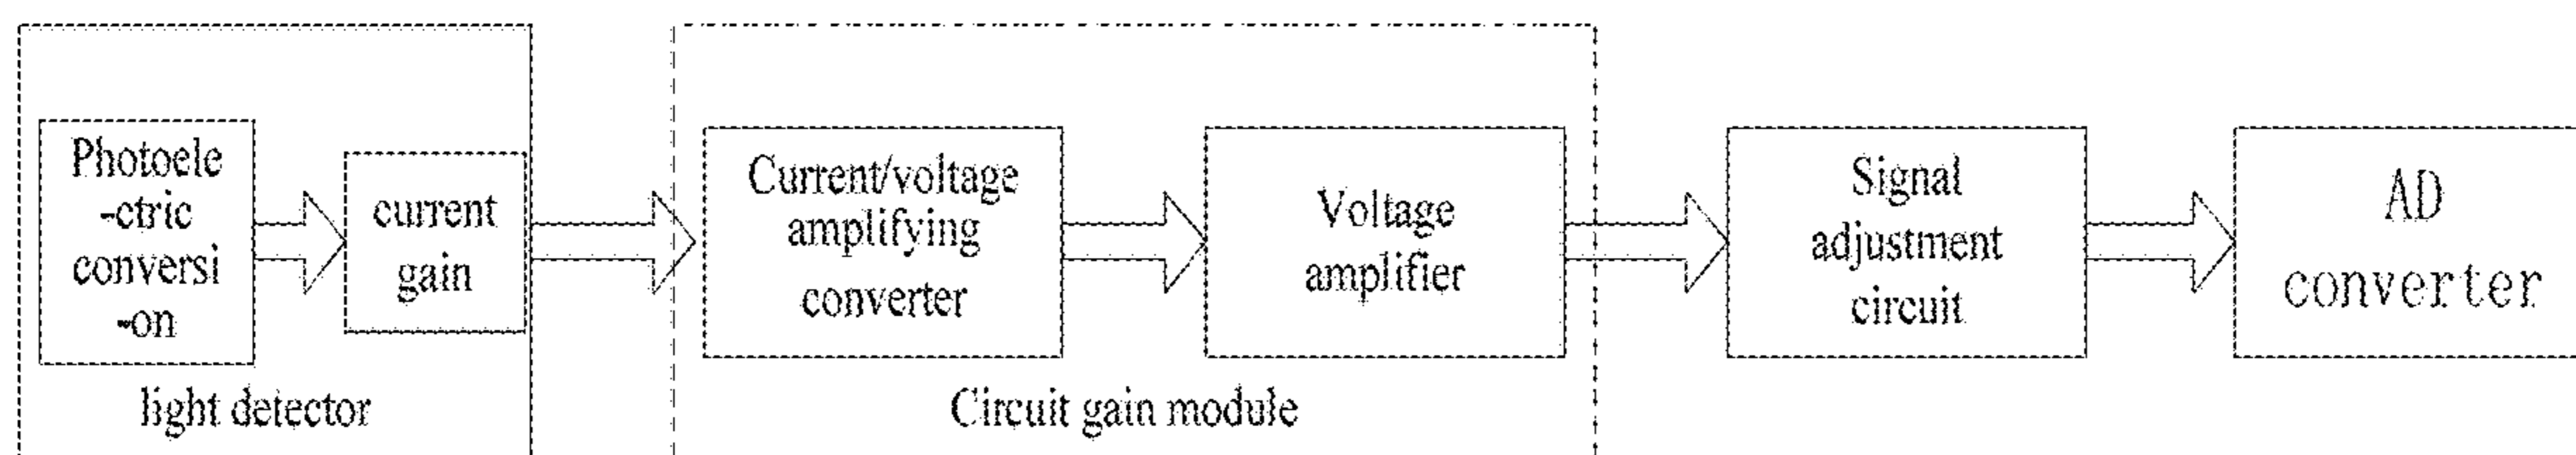 Photoele
-ctric
conversi
-on
current
gain
light detector
Current/voltage
amplifying
converter
Voltage
amplifier
Circuit gain module
Signal
adjustment
circuit
AD
converter